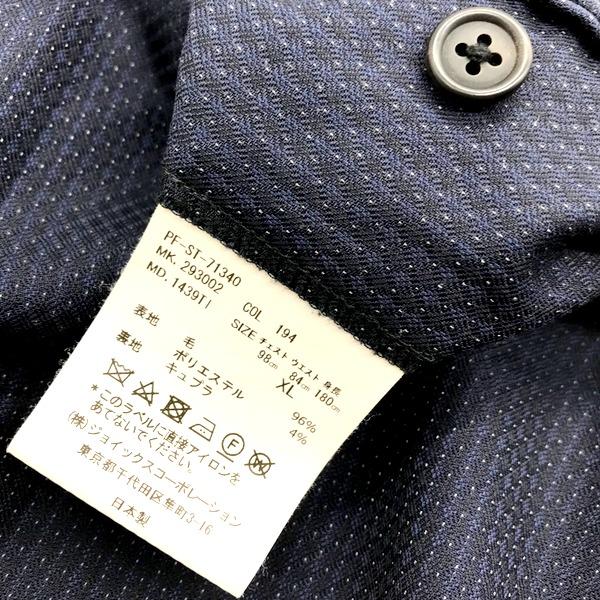 PF-ST-71340
MK. 293002
MD. 1439Ti COL 194
SIZE チェスト ウエスト 身長
98cm 84cm 180cm
XL
表地 毛 96%
ポリエステル 4%
裏地 キュプラ
*このラベルに直接アイロンを
あてないでください。
(株)ジョイックスコーポレーション
東京都千代田区隼町3-16
日本製